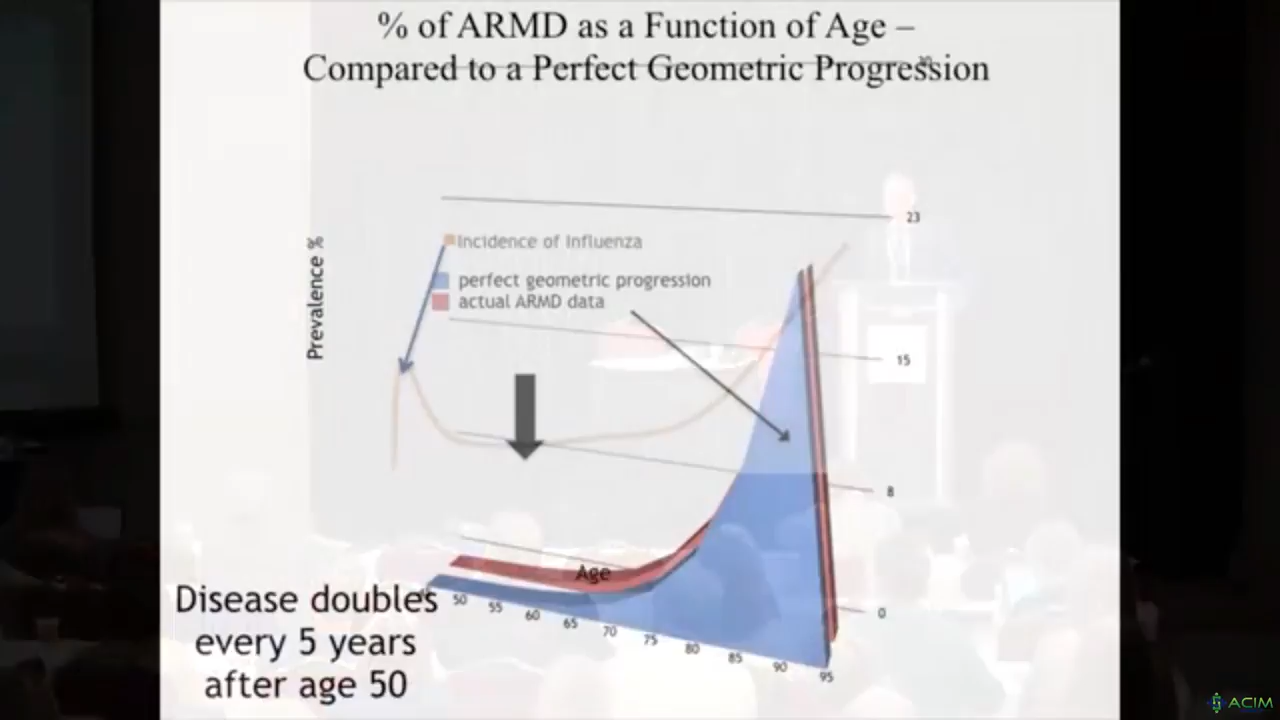 % of ARMD as a Function of Age –
Compared to a Perfect Geometric Progression
30
23
Prevalence %
Incidence of Influenza
perfect geometric progression
actual ARMD data
15
8
Age
0
50 55 60 65 70 75 80 85 90 95
Disease doubles
every 5 years
after age 50
ACIM